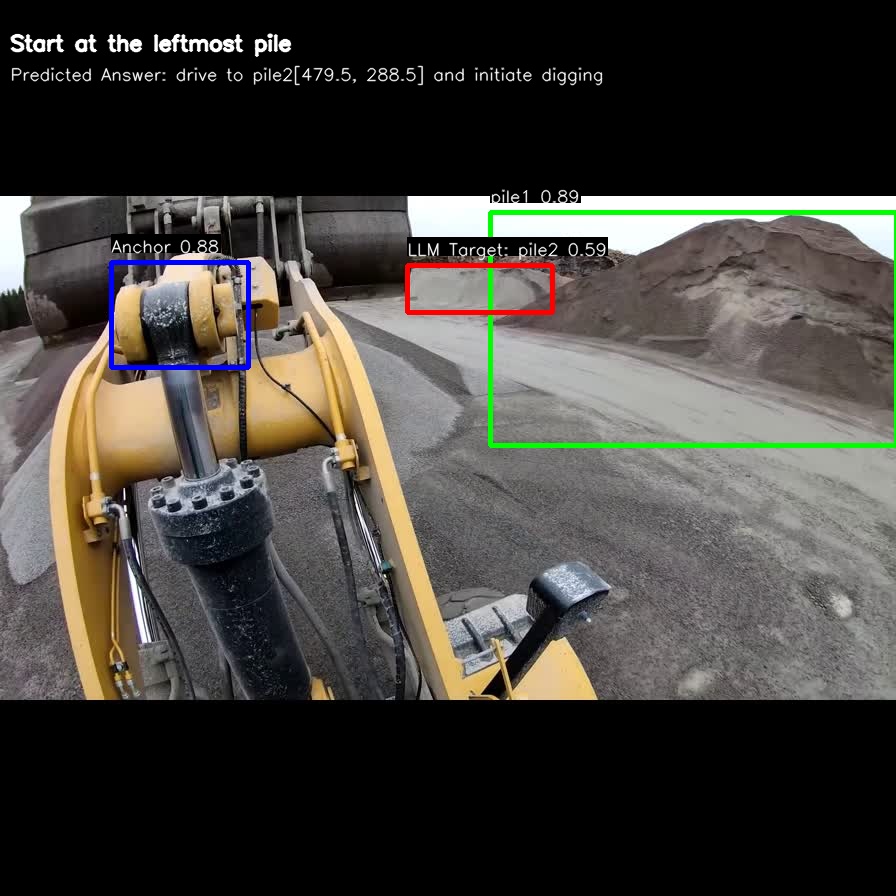 Start at the leftmost pile
Predicted Answer: drive to pile2[479.5, 288.5] and initiate digging
pile1 0.89
Anchor 0.88
LLM Target: pile2 0.59